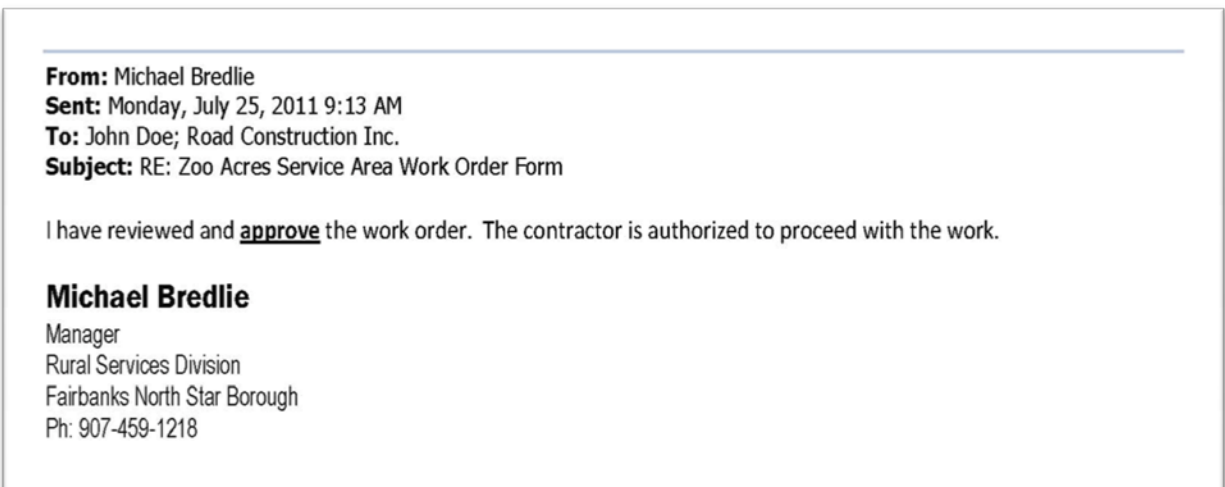 From: Michael Bredlie
Sent: Monday, July 25, 2011 9:13 AM
To: John Doe; Road Construction Inc.
Subject: RE: Zoo Acres Service Area Work Order Form
I have reviewed and approve the work order.  The contractor is authorized to proceed with the work.
Michael Bredlie
Manager
Rural Services Division
Fairbanks North Star Borough
Ph: 907-459-1218